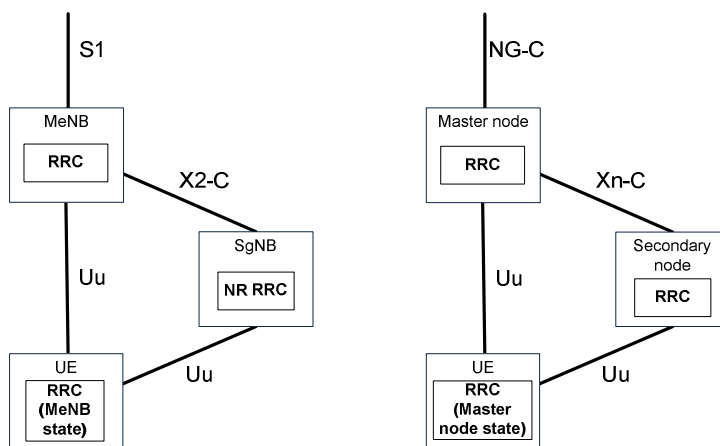 S1
MeNB
RRC
X2-C
SgNB
NR RRC
Uu
Uu
UE
RRC
(MeNB
state)
NG-C
Master node
RRC
Xn-C
Secondary
node
RRC
Uu
Uu
UE
RRC
(Master
node state)